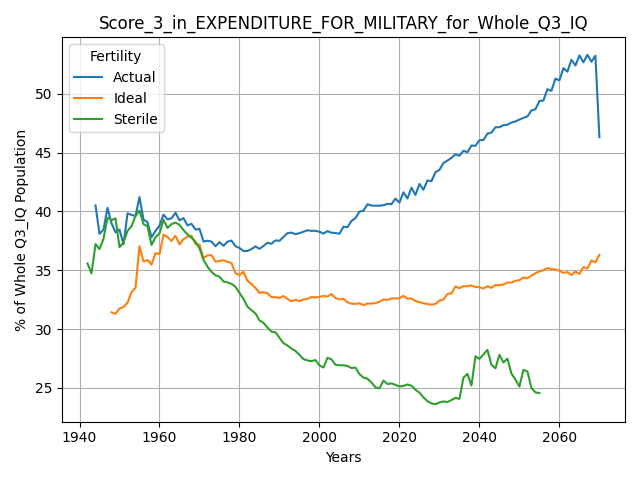 Score_3_in_EXPENDITURE_FOR_MILITARY_for_Whole_Q3_IQ
Fertility
Actual
Ideal
Sterile
% of Whole Q3_IQ Population
50
45
40
35
30
25
1940 1960 1980 2000 2020 2040 2060
Years